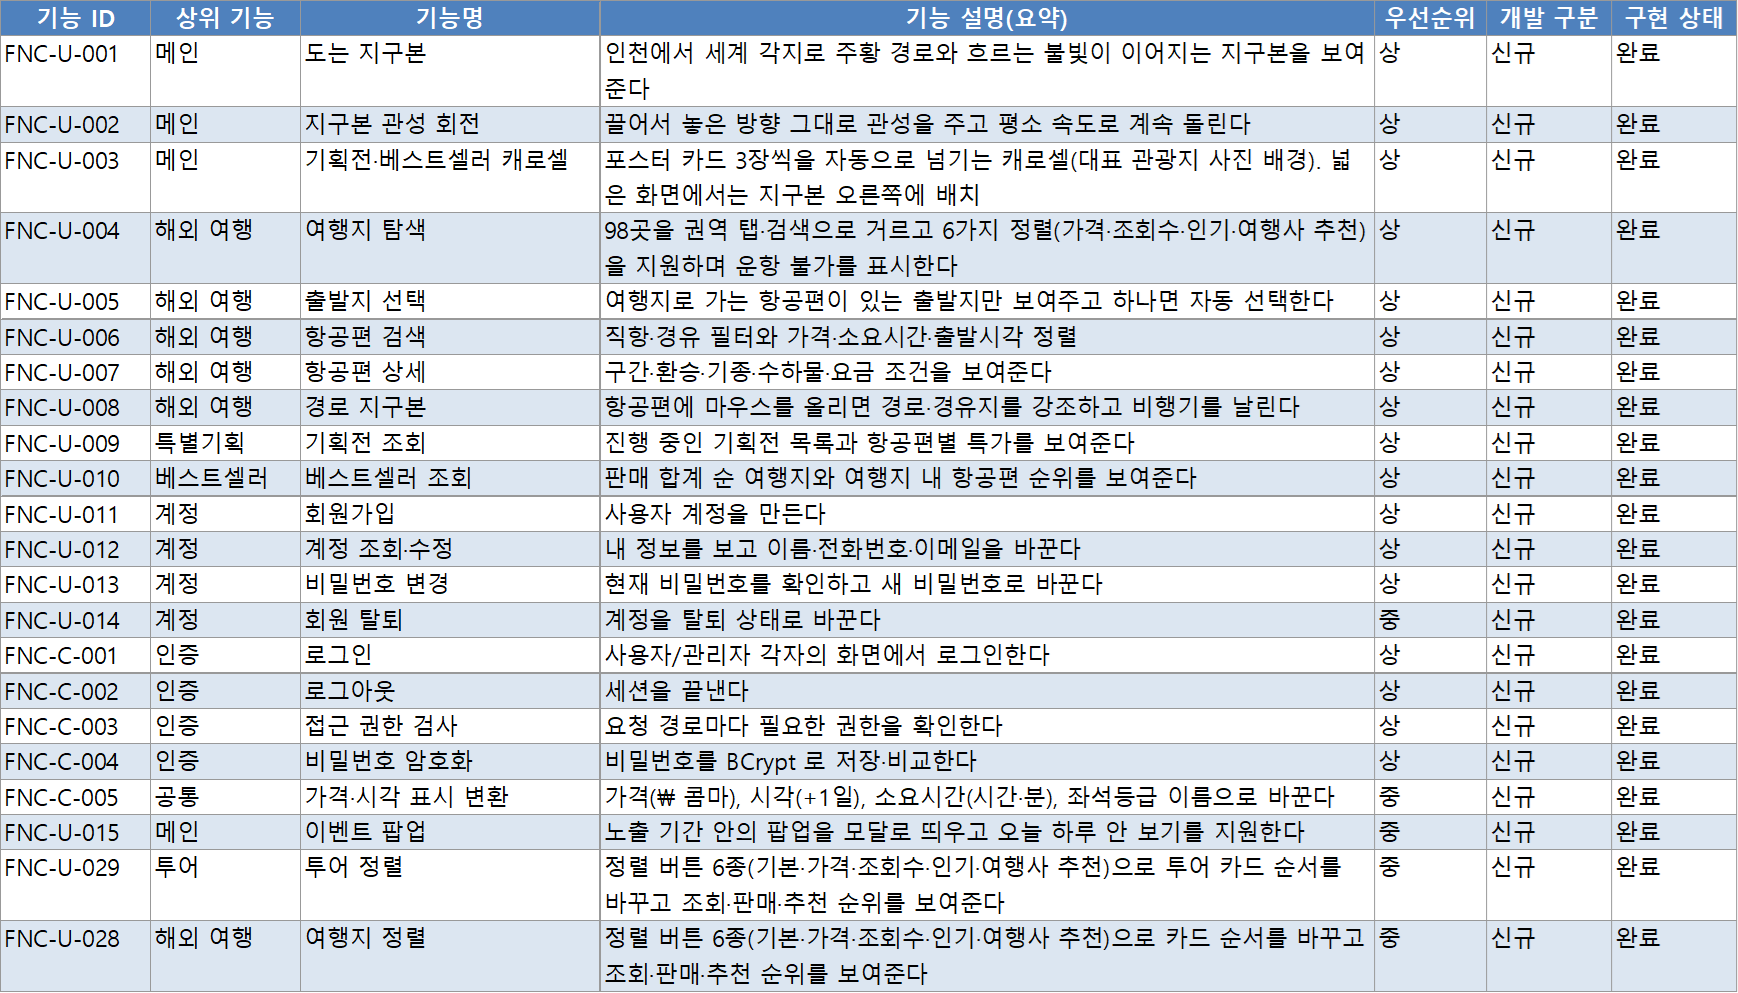 기능 ID 상위 기능 기능명 기능 설명(요약) 우선순위 개발 구분 구현 상태
FNC-U-001 메인 도는 지구본 인천에서 세계 각지로 주황 경로와 흐르는 불빛이 이어지는 지구본을 보여 상 신규 완료
준다
FNC-U-002 메인 지구본 관성 회전 끌어서 놓은 방향 그대로 관성을 주고 평소 속도로 계속 돌린다 상 신규 완료
FNC-U-003 메인 기획전·베스트셀러 캐로셀 포스터 카드 3장씩을 자동으로 넘기는 캐로셀(대표 관광지 사진 배경). 넓 상 신규 완료
은 화면에서는 지구본 오른쪽에 배치
FNC-U-004 해외 여행 여행지 탐색 98곳을 권역 탭·검색으로 거르고 6가지 정렬(가격·조회수·인기·여행사 추천) 상 신규 완료
을 지원하며 운항 불가를 표시한다
FNC-U-005 해외 여행 출발지 선택 여행지로 가는 항공편이 있는 출발지만 보여주고 하나면 자동 선택한다 상 신규 완료
FNC-U-006 해외 여행 항공편 검색 직항·경유 필터와 가격·소요시간·출발시각 정렬 상 신규 완료
FNC-U-007 해외 여행 항공편 상세 구간·환승·기종·수하물·요금 조건을 보여준다 상 신규 완료
FNC-U-008 해외 여행 경로 지구본 항공편에 마우스를 올리면 경로·경유지를 강조하고 비행기를 날린다 상 신규 완료
FNC-U-009 특별기획 기획전 조회 진행 중인 기획전 목록과 항공편별 특가를 보여준다 상 신규 완료
FNC-U-010 베스트셀러 베스트셀러 조회 판매 합계 순 여행지와 여행지 내 항공편 순위를 보여준다 상 신규 완료
FNC-U-011 계정 회원가입 사용자 계정을 만든다 상 신규 완료
FNC-U-012 계정 계정 조회·수정 내 정보를 보고 이름·전화번호·이메일을 바꾼다 상 신규 완료
FNC-U-013 계정 비밀번호 변경 현재 비밀번호를 확인하고 새 비밀번호로 바꾼다 상 신규 완료
FNC-U-014 계정 회원 탈퇴 계정을 탈퇴 상태로 바꾼다 중 신규 완료
FNC-C-001 인증 로그인 사용자/관리자 각자의 화면에서 로그인한다 상 신규 완료
FNC-C-002 인증 로그아웃 세션을 끝낸다 상 신규 완료
FNC-C-003 인증 접근 권한 검사 요청 경로마다 필요한 권한을 확인한다 상 신규 완료
FNC-C-004 인증 비밀번호 암호화 비밀번호를 BCrypt 로 저장·비교한다 상 신규 완료
FNC-C-005 공통 가격·시각 표시 변환 가격(₩ 콤마), 시각(+1일), 소요시간(시간·분), 좌석등급 이름으로 바꾼다 중 신규 완료
FNC-U-015 메인 이벤트 팝업 노출 기간 안의 팝업을 모달로 띄우고 오늘 하루 안 보기를 지원한다 중 신규 완료
FNC-U-029 투어 투어 정렬 정렬 버튼 6종(기본·가격·조회수·인기·여행사 추천)으로 투어 카드 순서를 중 신규 완료
바꾸고 조회·판매·추천 순위를 보여준다
FNC-U-028 해외 여행 여행지 정렬 정렬 버튼 6종(기본·가격·조회수·인기·여행사 추천)으로 카드 순서를 바꾸고 중 신규 완료
조회·판매·추천 순위를 보여준다